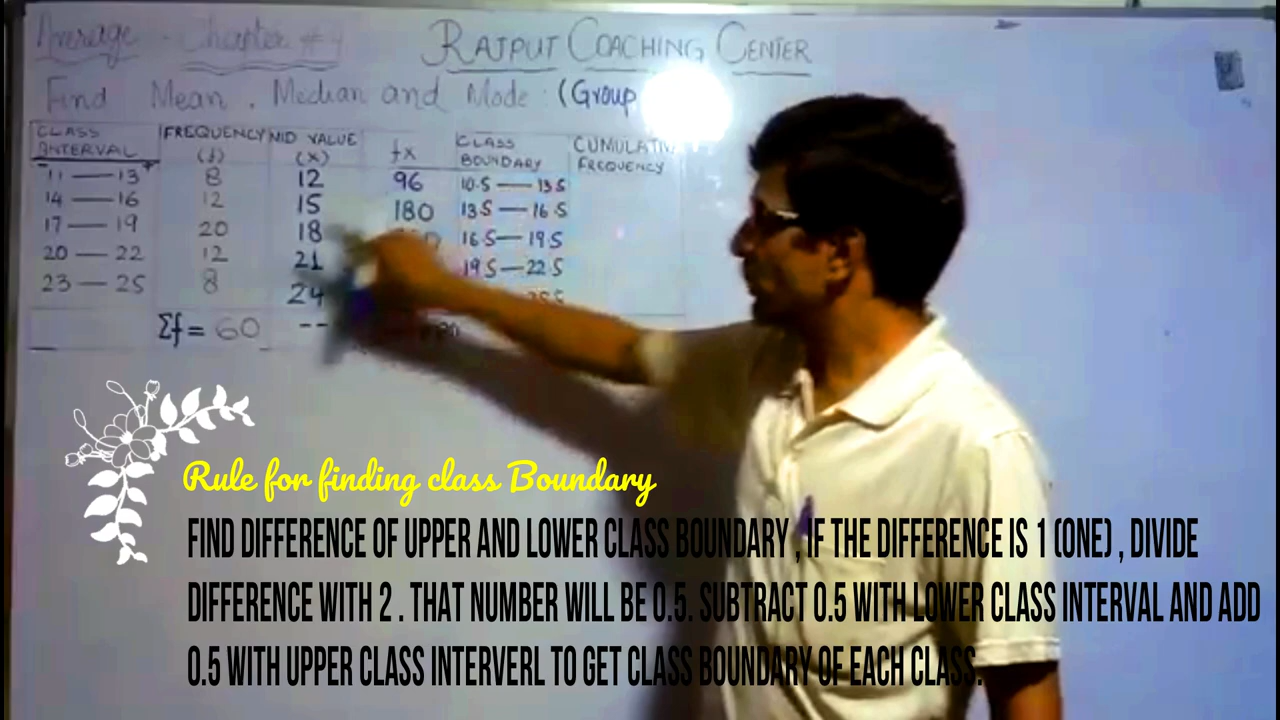 Average - Chapter #4
RAJPUT COACHING CENTER
Find Mean, Median and Mode (Group
CLASS INTERVAL FREQUENCY (f) MID VALUE (X) fx CLASS BOUNDARY CUMULATIVE FREQUENCY
11 — 13 8 12 96 10.5 — 13.5
14 — 16 12 15 180 13.5 — 16.5
17 — 19 20 18 16.5 — 19.5
20 — 22 12 21 19.5 — 22.5
23 — 25 8 24
Σf = 60 --
Rule for finding class Boundary
FIND DIFFERENCE OF UPPER AND LOWER CLASS BOUNDARY , IF THE DIFFERENCE IS 1 (ONE) , DIVIDE
DIFFERENCE WITH 2 . THAT NUMBER WILL BE 0.5. SUBTRACT 0.5 WITH LOWER CLASS INTERVAL AND ADD
0.5 WITH UPPER CLASS INTERVERL TO GET CLASS BOUNDARY OF EACH CLASS.